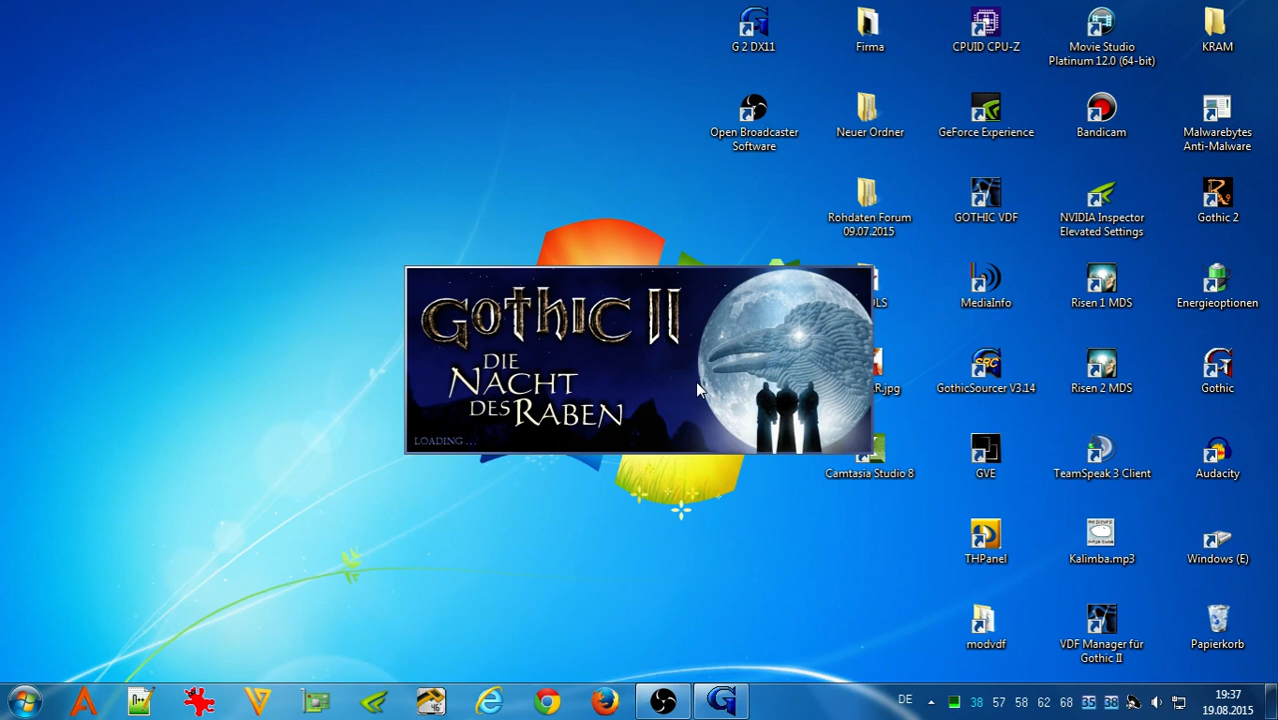 G 2 DX11
Firma
CPUID CPU-Z
Movie Studio
Platinum 12.0 (64-bit)
KRAM
Open Broadcaster
Software
Neuer Ordner
GeForce Experience
Bandicam
Malwarebytes
Anti-Malware
Rohdaten Forum
09.07.2015
GOTHIC VDF
NVIDIA Inspector
Elevated Settings
Gothic 2
GOTHIC II
DIE
NACHT
DES RABEN
LOADING ...
MediaInfo
Risen 1 MDS
Energieoptionen
R.jpg
GothicSourcer V3.14
Risen 2 MDS
Gothic
Camtasia Studio 8
GVE
TeamSpeak 3 Client
Audacity
THPanel
Kalimba.mp3
Windows (E)
modvdf
VDF Manager für
Gothic II
Papierkorb
DE
38 57 58 62 68 35 38
19:37
19.08.2015